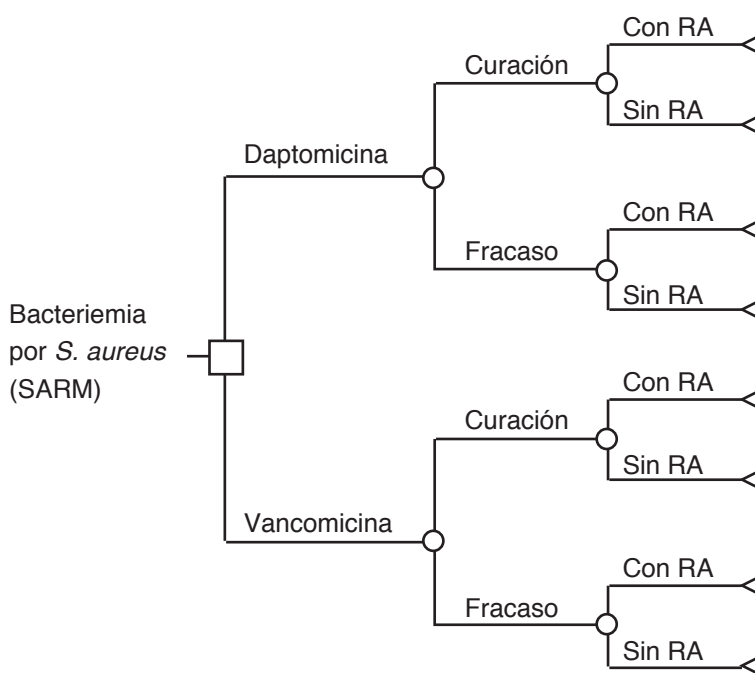 Con RA
Curación
Sin RA
Daptomicina
Con RA
Fracaso
Sin RA
Bacteriemia
por S. aureus
(SARM)
Con RA
Curación
Sin RA
Vancomicina
Con RA
Fracaso
Sin RA